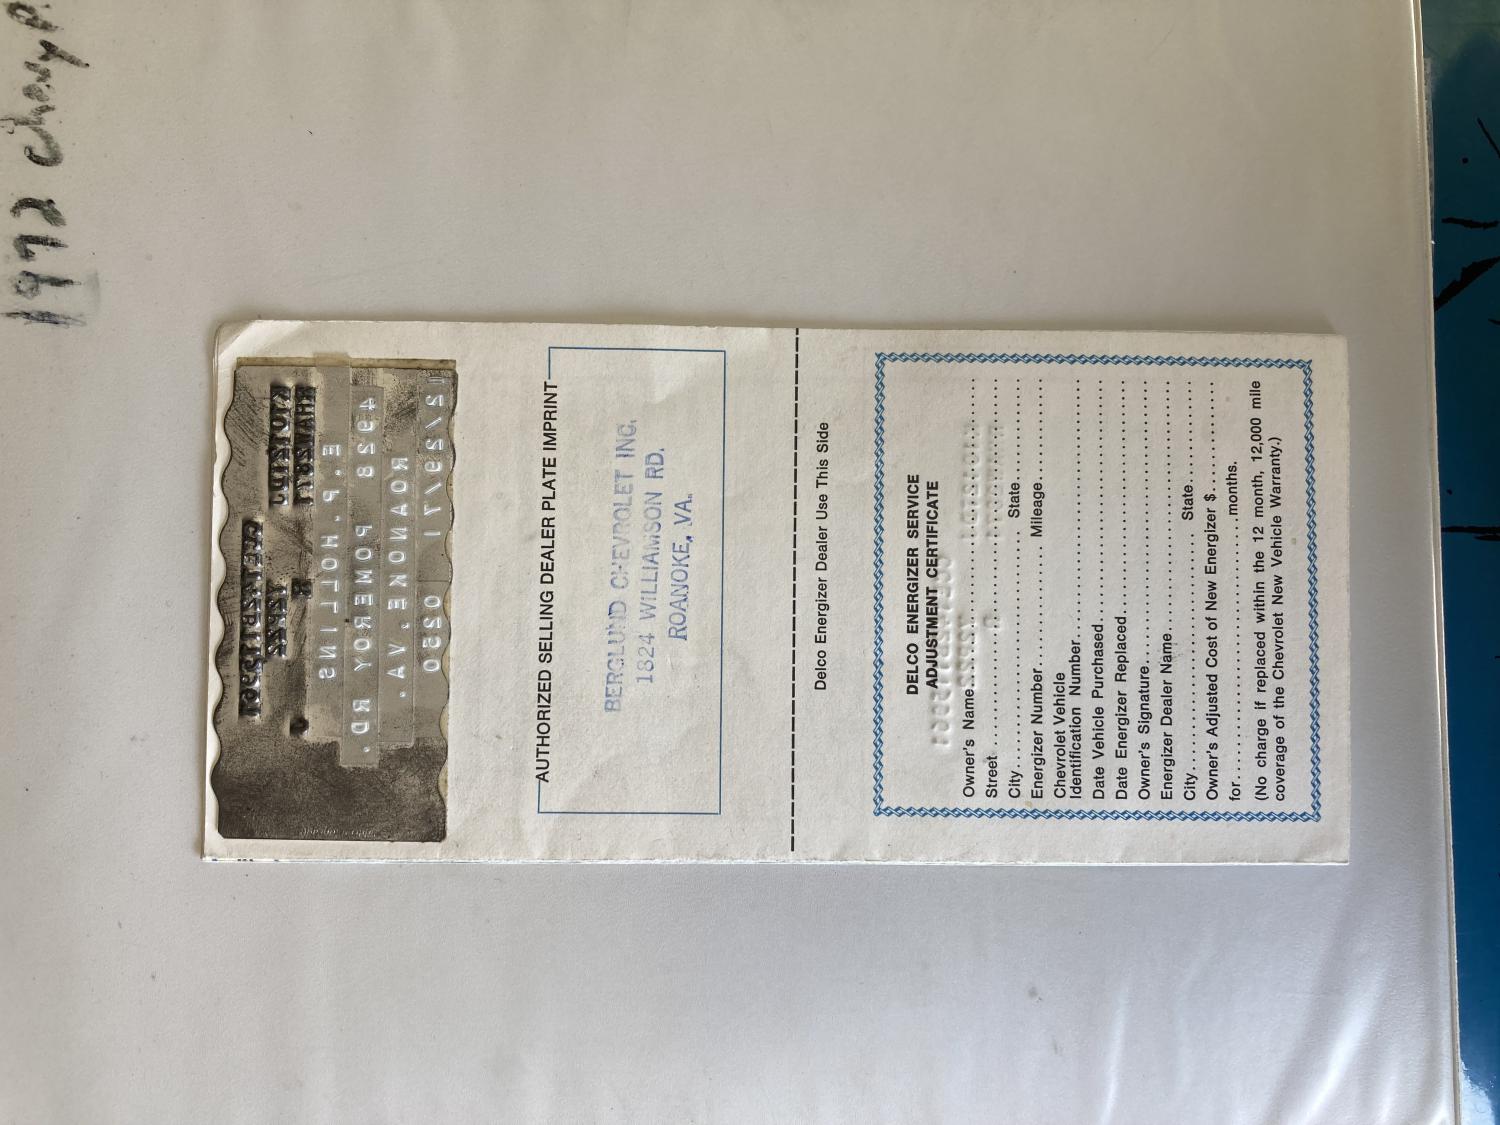 1972 Chevy P.
E. P. HOLLINS
4928 POMEROY RD.
ROANOKE, VA.
0250 12/29/71
AUTHORIZED SELLING DEALER PLATE IMPRINT
BERGLUND CHEVROLET INC.
1824 WILLIAMSON RD.
ROANOKE, VA.
Delco Energizer Dealer Use This Side
DELCO ENERGIZER SERVICE
ADJUSTMENT CERTIFICATE
Owner's Name
Street
City State
Energizer Number Mileage
Chevrolet Vehicle
Identification Number
Date Vehicle Purchased
Date Energizer Replaced
Owner's Signature
Energizer Dealer Name
City State
Owner's Adjusted Cost of New Energizer $
for months.
(No charge if replaced within the 12 month, 12,000 mile
coverage of the Chevrolet New Vehicle Warranty.)